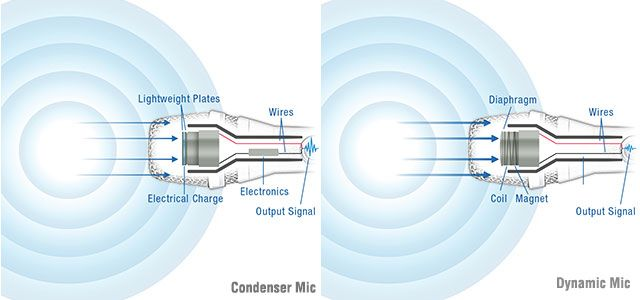 Lightweight Plates
Wires
Electrical Charge
Electronics
Output Signal
Condenser Mic
Diaphragm
Wires
Coil
Magnet
Output Signal
Dynamic Mic